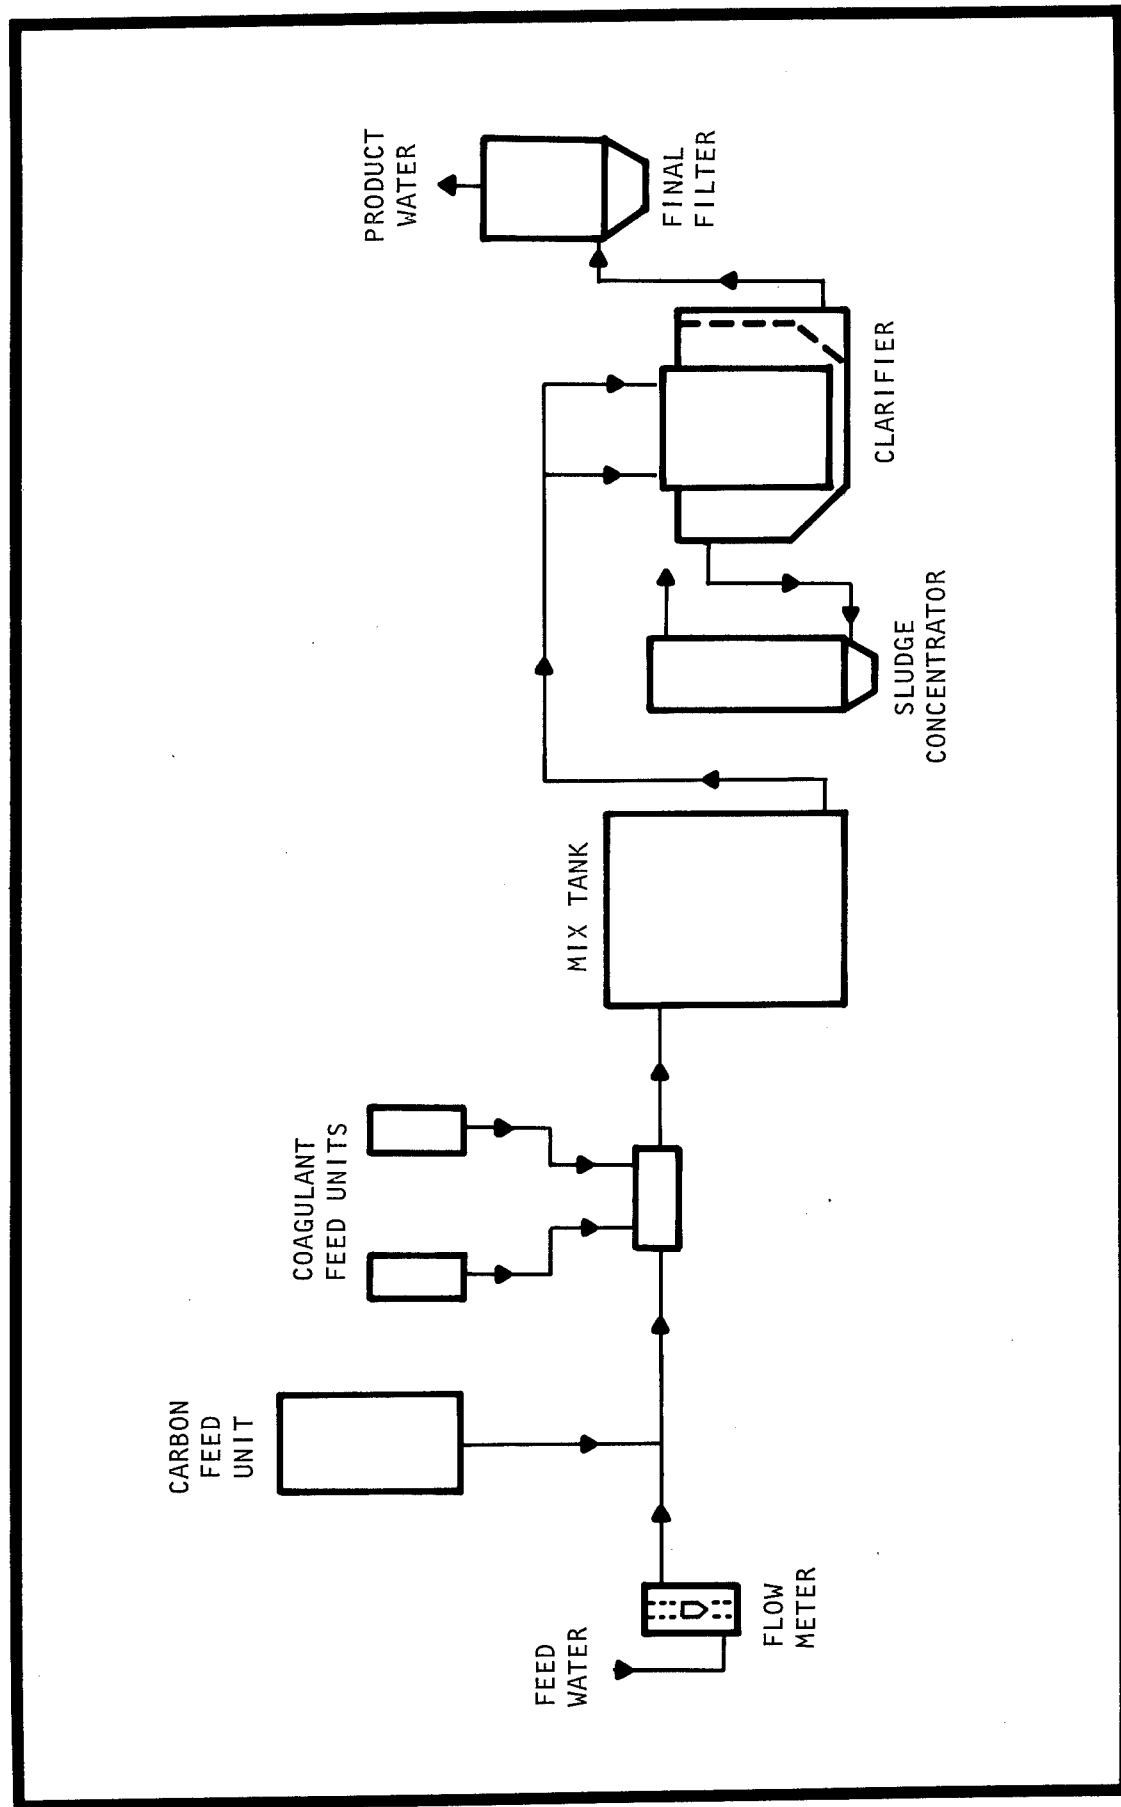 FEED
WATER
FLOW
METER
CARBON
FEED
UNIT
COAGULANT
FEED UNITS
MIX TANK
SLUDGE
CONCENTRATOR
CLARIFIER
FINAL
FILTER
PRODUCT
WATER